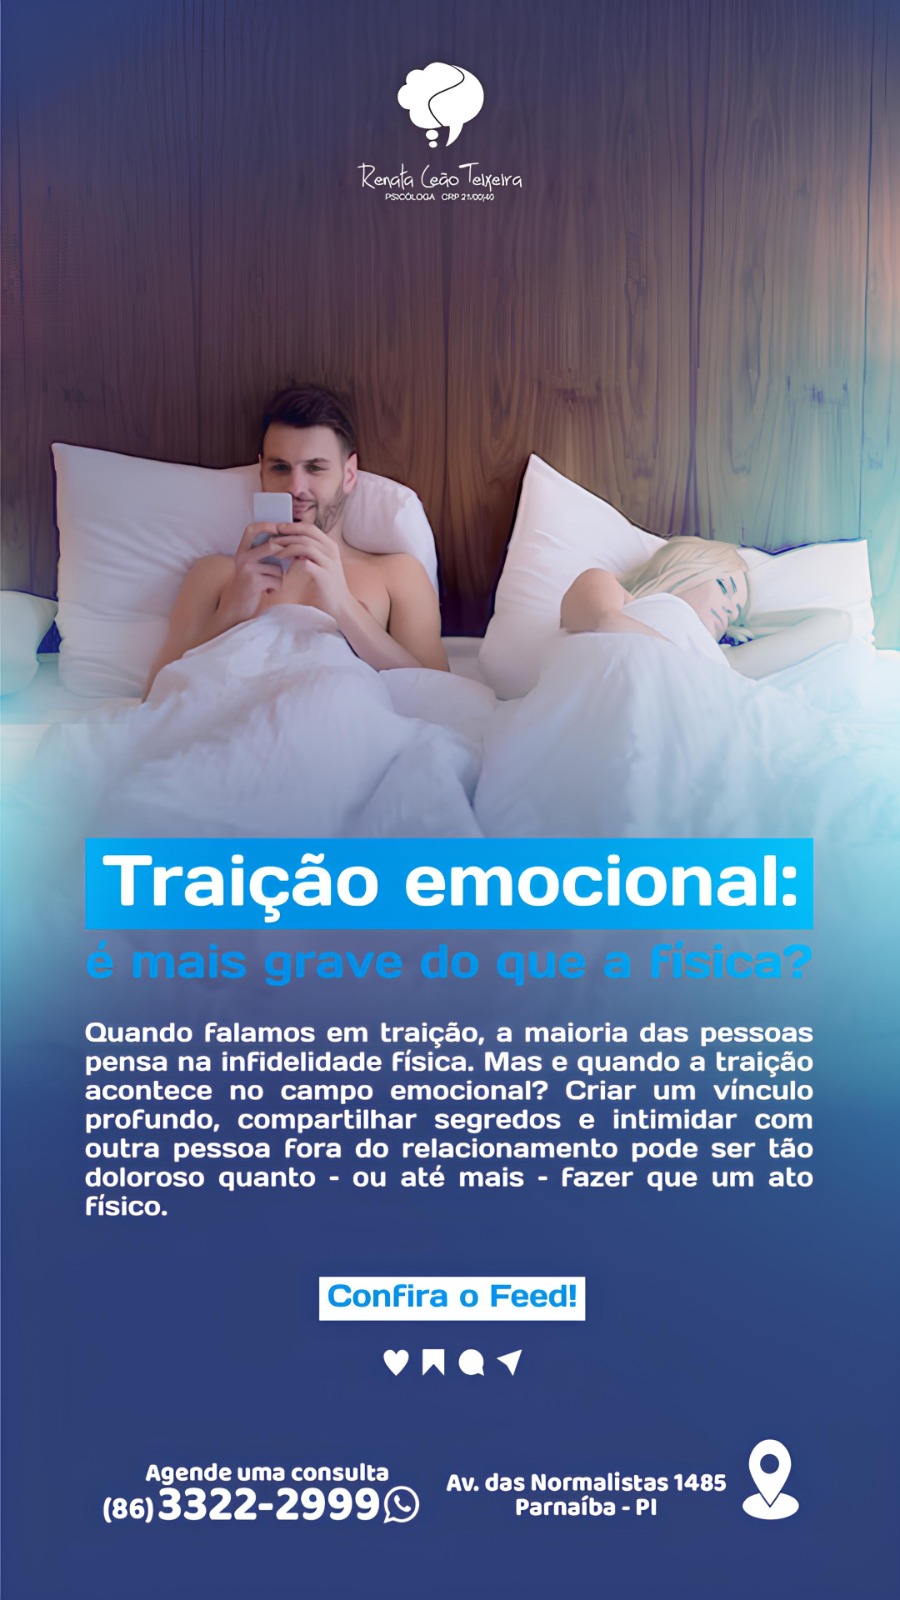 Renata Leão Teixeira
PSICÓLOGA CRP
Traição emocional:
é mais grave do que a física?
Quando falamos em traição, a maioria das pessoas
pensa na infidelidade física. Mas e quando a traição
acontece no campo emocional? Criar um vínculo
profundo, compartilhar segredos e intimidar com
outra pessoa fora do relacionamento pode ser tão
doloroso quanto - ou até mais - fazer que um ato
físico.
Confira o Feed!
Agende uma consulta
(86) 3322-2999
Av. das Normalistas 1485
Parnaíba - PI